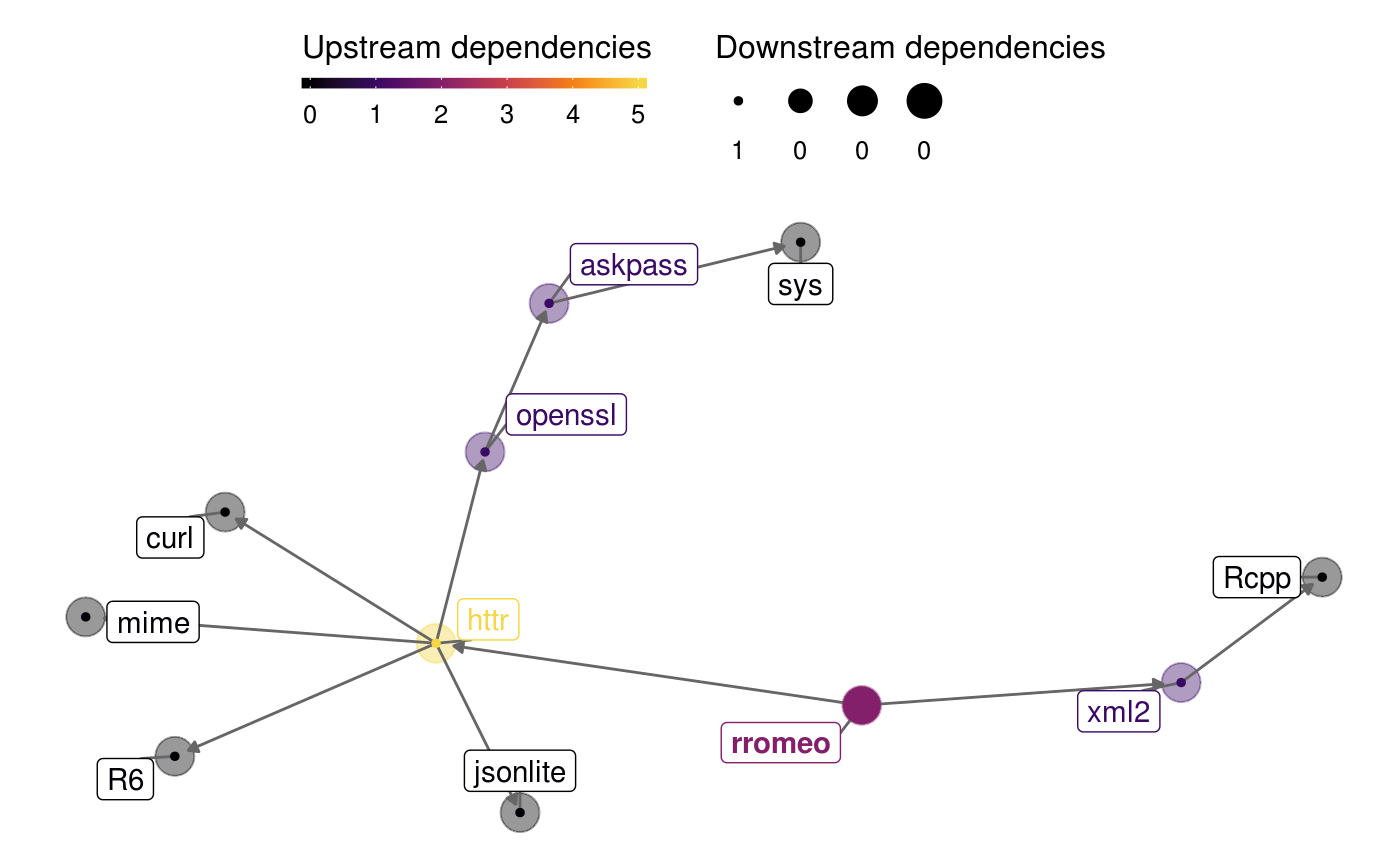 Upstream dependencies
0 1 2 3 4 5
Downstream dependencies
1 0 0 0
askpass
sys
openssl
curl
Rcpp
mime
httr
xml2
rromeo
R6
jsonlite